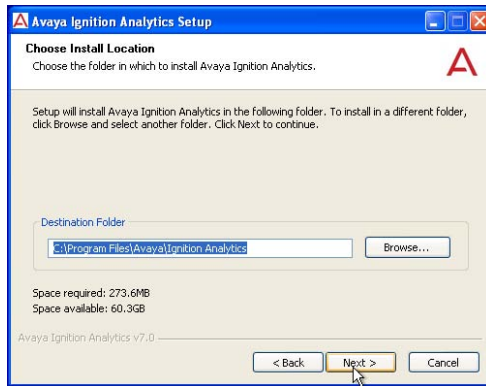 Avaya Ignition Analytics Setup
Choose Install Location
Choose the folder in which to install Avaya Ignition Analytics.
Setup will install Avaya Ignition Analytics in the following folder. To install in a different folder,
click Browse and select another folder. Click Next to continue.
Destination Folder
C:\Program Files\Avaya\Ignition Analytics
Browse...
Space required: 273.6MB
Space available: 60.3GB
Avaya Ignition Analytics v7.0
< Back
Next >
Cancel